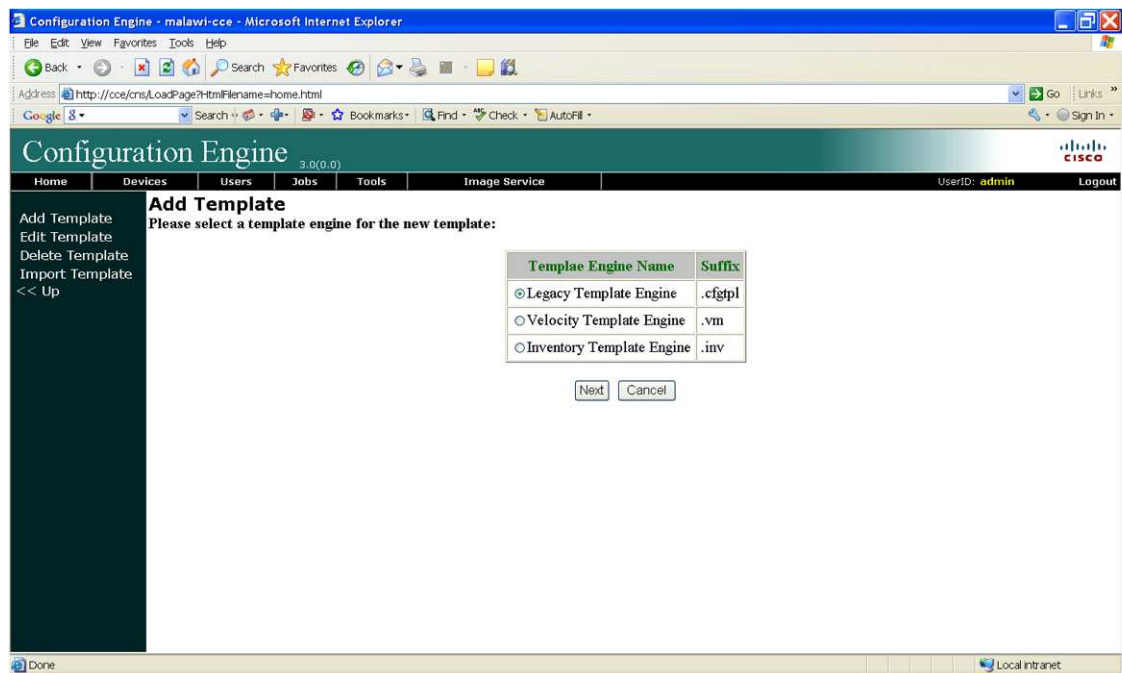 Configuration Engine - malawi-cce - Microsoft Internet Explorer
File Edit View Favorites Tools Help
Back Search Favorites
Address http://cce/cns/LoadPage?HtmlFilename=home.html Go Links »
Google Search Bookmarks Find Check AutoFill Sign In
Configuration Engine 3.0(0.0) CISCO
Home Devices Users Jobs Tools Image Service UserID: admin Logout
Add Template
Edit Template
Delete Template
Import Template
<< Up
Add Template
Please select a template engine for the new template:
Templae Engine Name Suffix
Legacy Template Engine .cfgtpl
Velocity Template Engine .vm
Inventory Template Engine .inv
Next Cancel
Done Local intranet